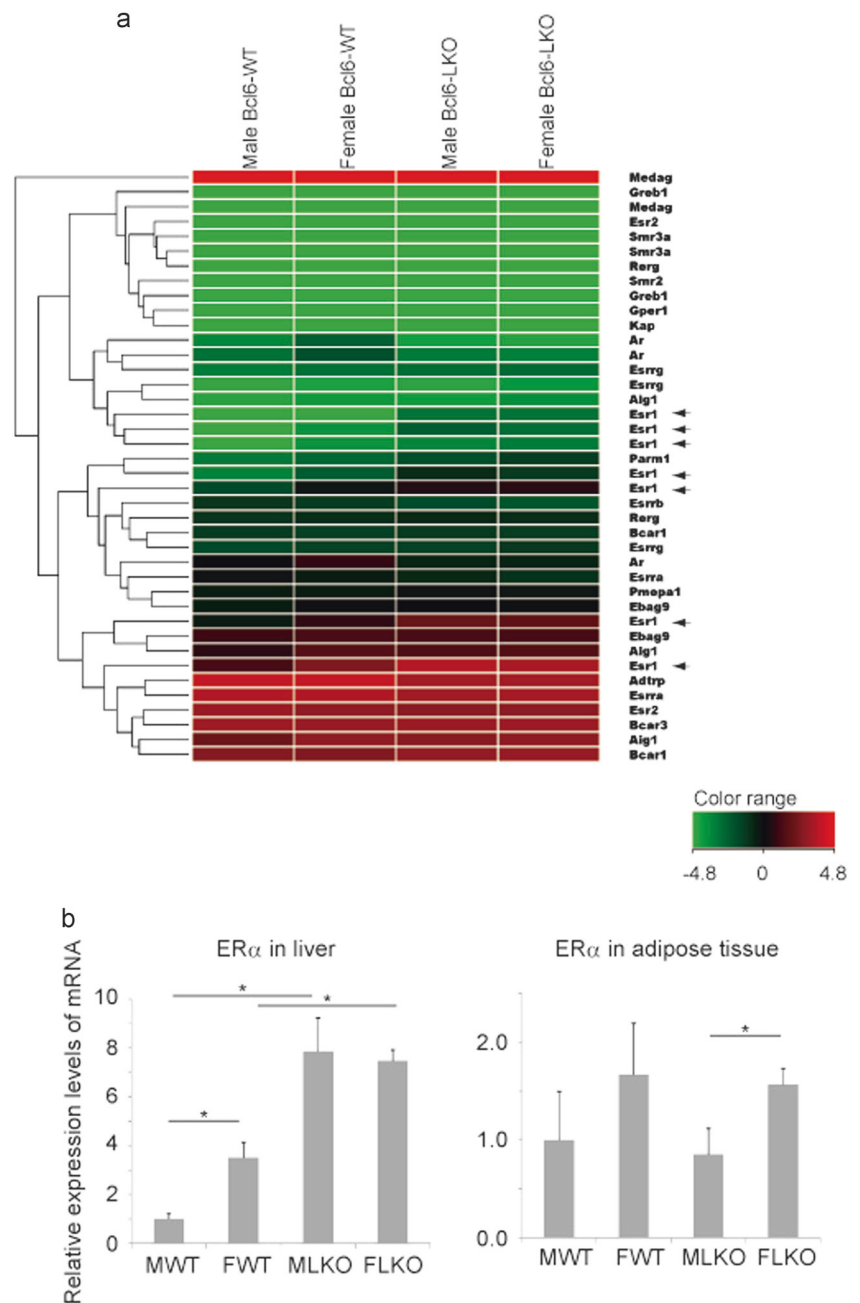 a
Male Bcl6-WT
Female Bcl6-WT
Male Bcl6-LKO
Female Bcl6-LKO
Medag
Greb1
Medag
Esr2
Smr3a
Smr3a
Rerg
Smr2
Greb1
Gper1
Kap
Ar
Ar
Esrrg
Esrrg
Aig1
Esr1
Esr1
Esr1
Parm1
Esr1
Esr1
Esrrb
Rerg
Bcar1
Esrrg
Ar
Esrra
Pmepa1
Ebag9
Esr1
Ebag9
Aig1
Esr1
Adtrp
Esrra
Esr2
Bcar3
Aig1
Bcar1
Color range
-4.8 0 4.8
b
ERα in liver
Relative expression levels of mRNA
10
8
6
4
2
0
* * *
MWT FWT MLKO FLKO
ERα in adipose tissue
2.0
1.0
0.0
*
MWT FWT MLKO FLKO